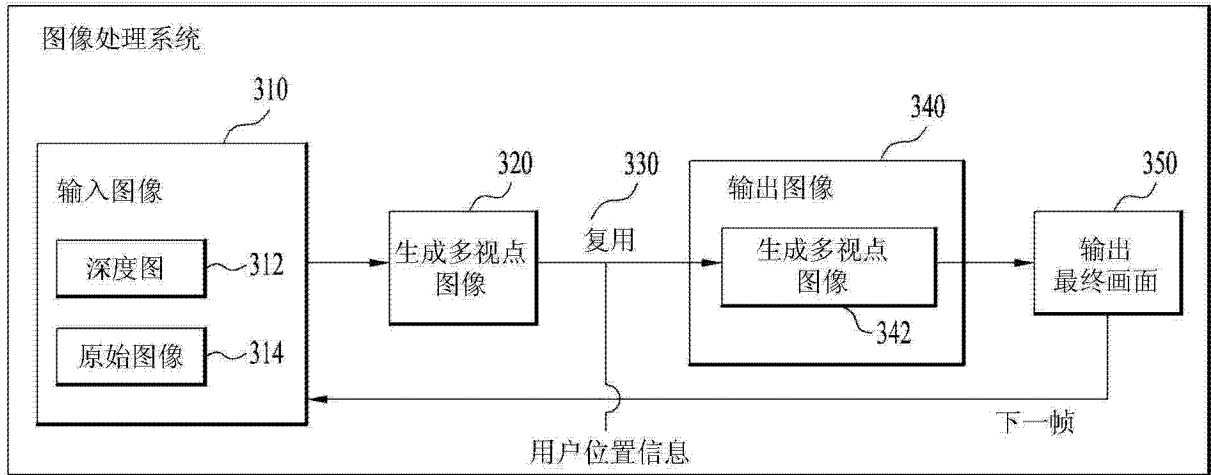 图像处理系统
310
输入图像
深度图
312
原始图像
314
320
生成多视点
图像
330
复用
用户位置信息
340
输出图像
生成多视点
图像
342
350
输出
最终画面
下一帧